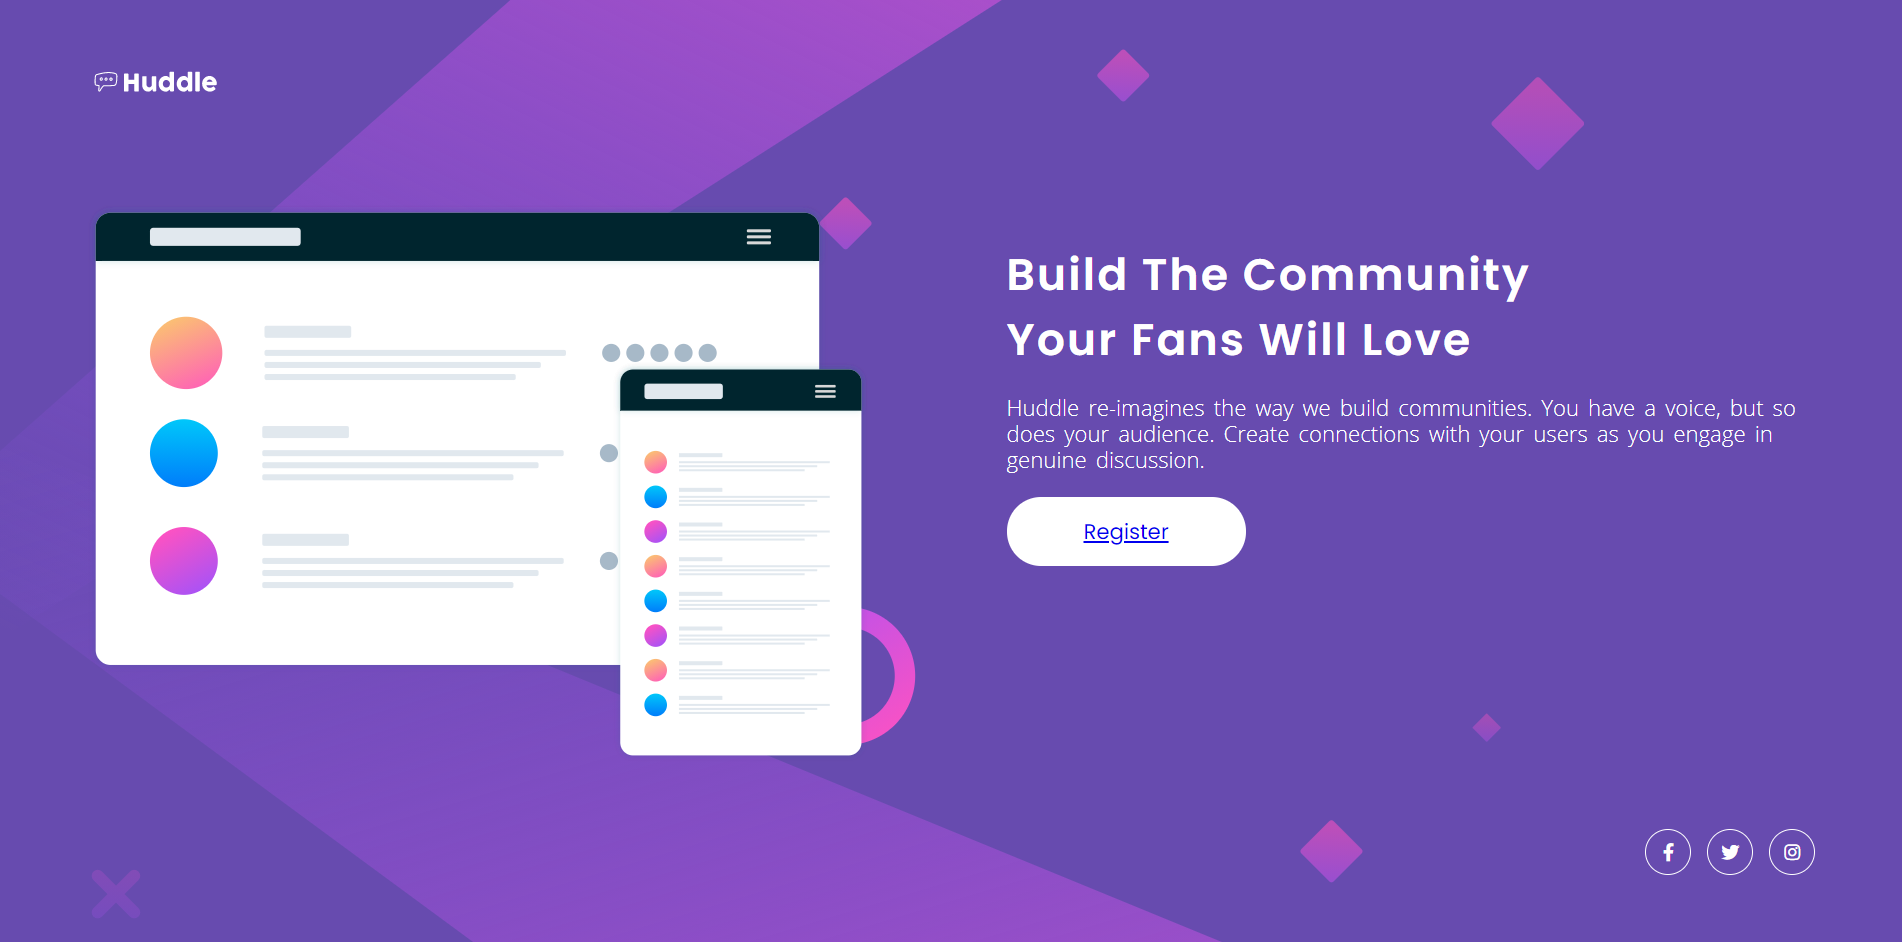 Huddle
Build The Community
Your Fans Will Love
Huddle re-imagines the way we build communities. You have a voice, but so
does your audience. Create connections with your users as you engage in
genuine discussion.
Register